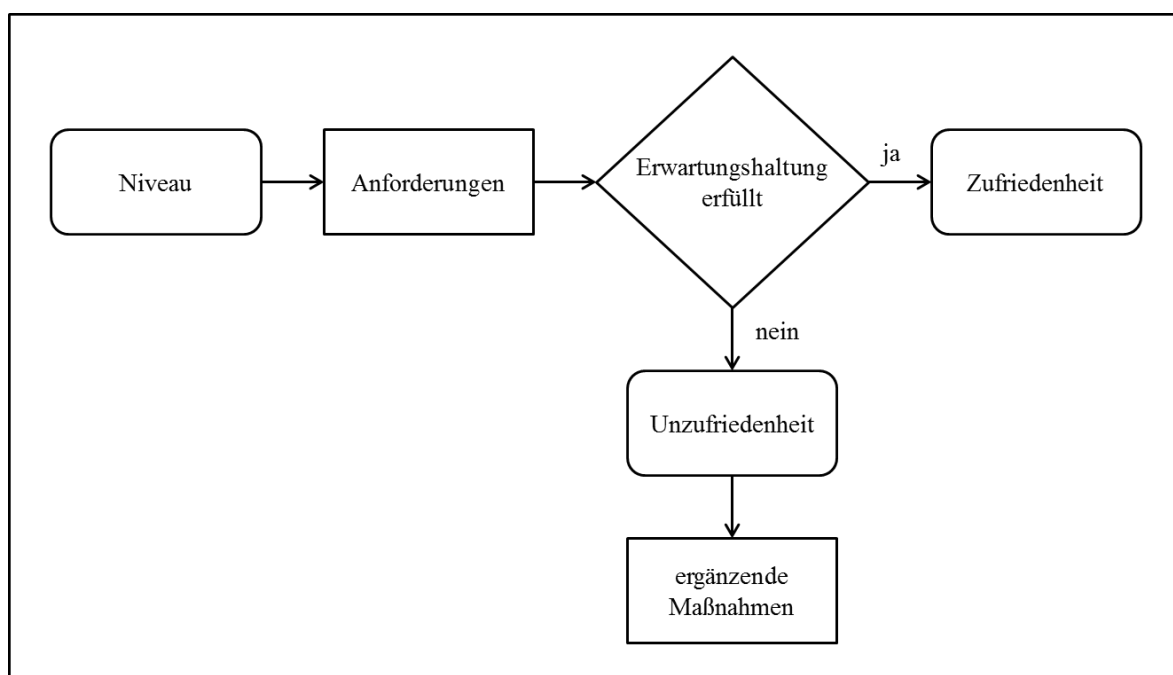 Niveau
Anforderungen
Erwartungshaltung
erfüllt
ja
Zufriedenheit
nein
Unzufriedenheit
ergänzende
Maßnahmen